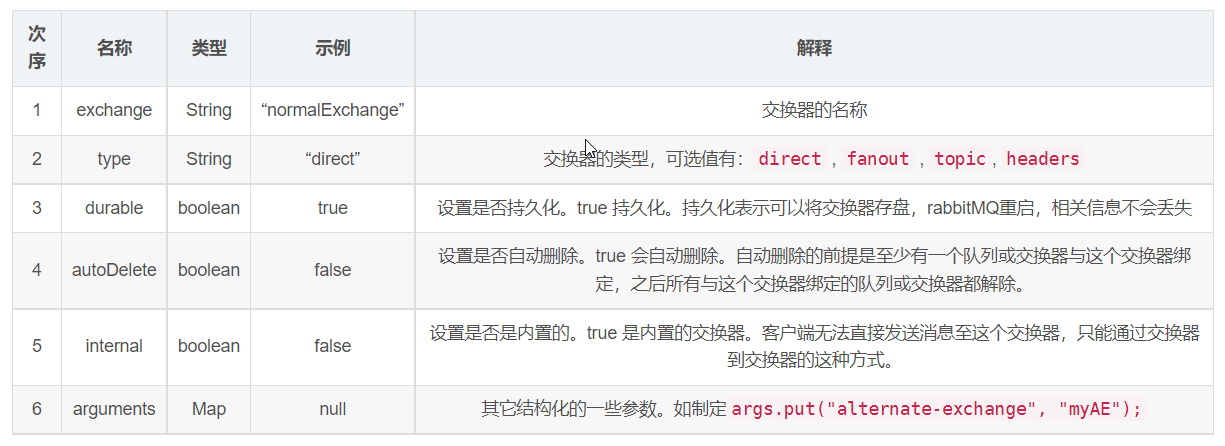 次序 名称 类型 示例 解释
1 exchange String “normalExchange” 交换器的名称
2 type String “direct” 交换器的类型，可选值有： direct , fanout , topic , headers
3 durable boolean true 设置是否持久化。true 持久化。持久化表示可以将交换器存盘，rabbitMQ重启，相关信息不会丢失
4 autoDelete boolean false 设置是否自动删除。true 会自动删除。自动删除的前提是至少有一个队列或交换器与这个交换器绑
定，之后所有与这个交换器绑定的队列或交换器都解除。
5 internal boolean false 设置是否是内置的。true 是内置的交换器。客户端无法直接发送消息至这个交换器，只能通过交换器
到交换器的这种方式。
6 arguments Map null 其它结构化的一些参数。如制定 args.put("alternate-exchange", "myAE");